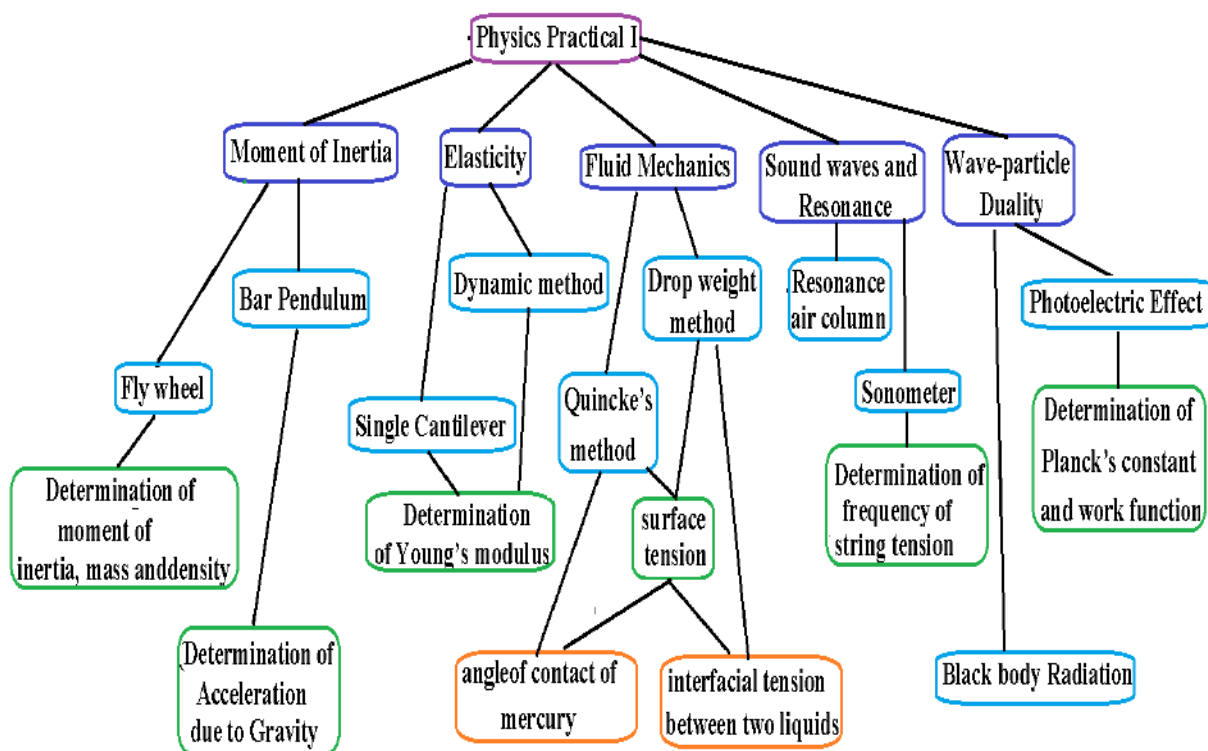 Physics Practical I
Moment of Inertia
Elasticity
Fluid Mechanics
Sound waves and
Resonance
Wave-particle
Duality
Bar Pendulum
Dynamic method
Drop weight
method
Resonance
air column
Photoelectric Effect
Fly wheel
Single Cantilever
Quincke's
method
Sonometer
Determination of
Planck's constant
and work function
Determination of
moment of
inertia, mass anddensity
Determination
of Young's modulus
surface
tension
Determination of
frequency of
string tension
Determination of
Acceleration
due to Gravity
angleof contact of
mercury
interfacial tension
between two liquids
Black body Radiation